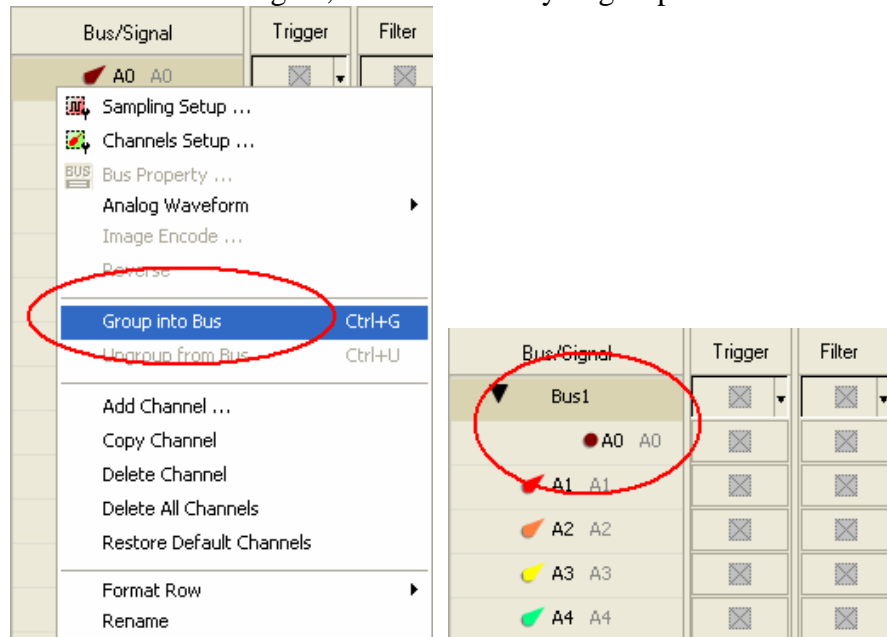 Bus/Signal Trigger Filter
A0 A0
Sampling Setup ...
Channels Setup ...
BUS Bus Property ...
Analog Waveform
Image Encode ...
Reverse
Group into Bus Ctrl+G
Ungroup from Bus Ctrl+U
Add Channel ...
Copy Channel
Delete Channel
Delete All Channels
Restore Default Channels
Format Row
Rename
Bus/Signal Trigger Filter
Bus1
A0 A0
A1 A1
A2 A2
A3 A3
A4 A4